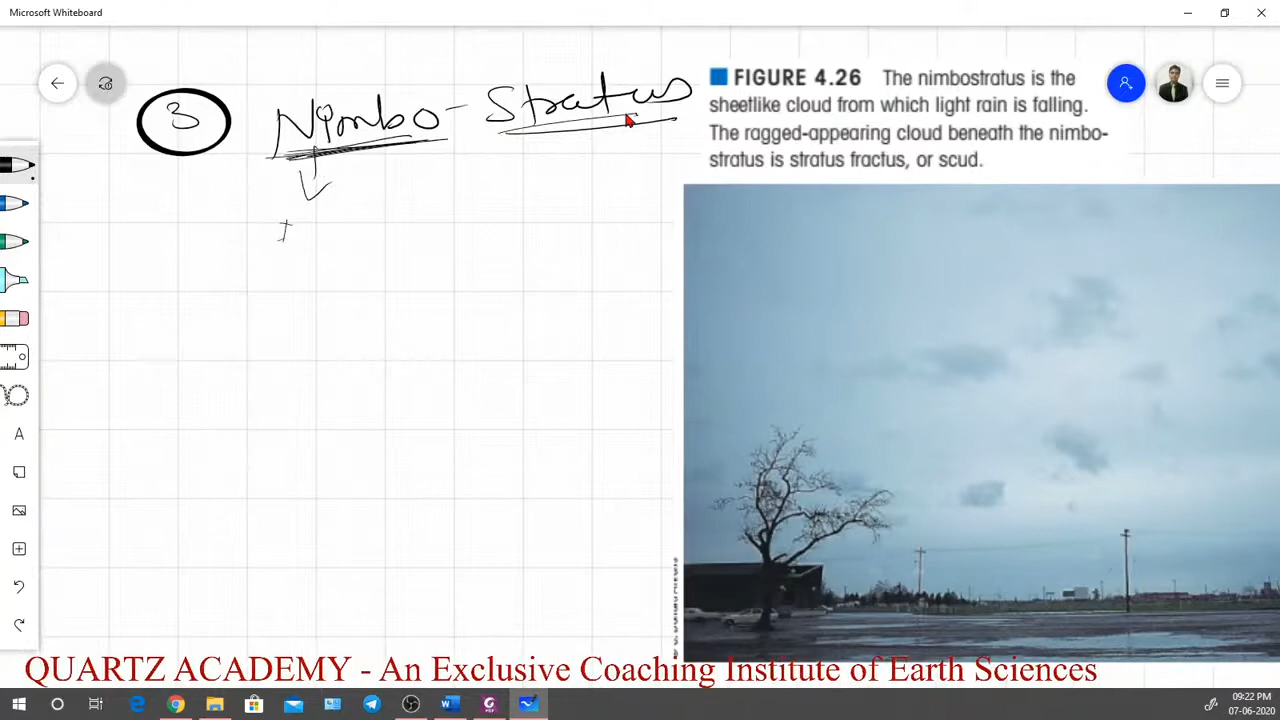 Microsoft Whiteboard
3 Nimbo - Stratus
FIGURE 4.26 The nimbostratus is the
sheetlike cloud from which light rain is falling.
The ragged-appearing cloud beneath the nimbo-
stratus is stratus fractus, or scud.
A
QUARTZ ACADEMY - An Exclusive Coaching Institute of Earth Sciences
09:22 PM
07-06-2020